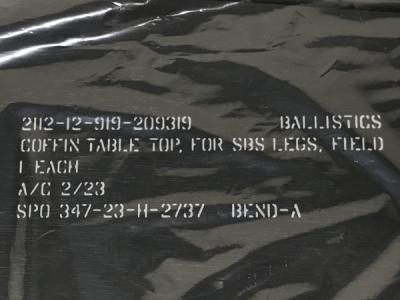 2112-12-919-209319 BALLISTICS
COFFIN TABLE TOP, FOR SBS LEGS, FIELD
1 EACH
A/C 2/23
SPO 347-23-H-2737 BEND-A